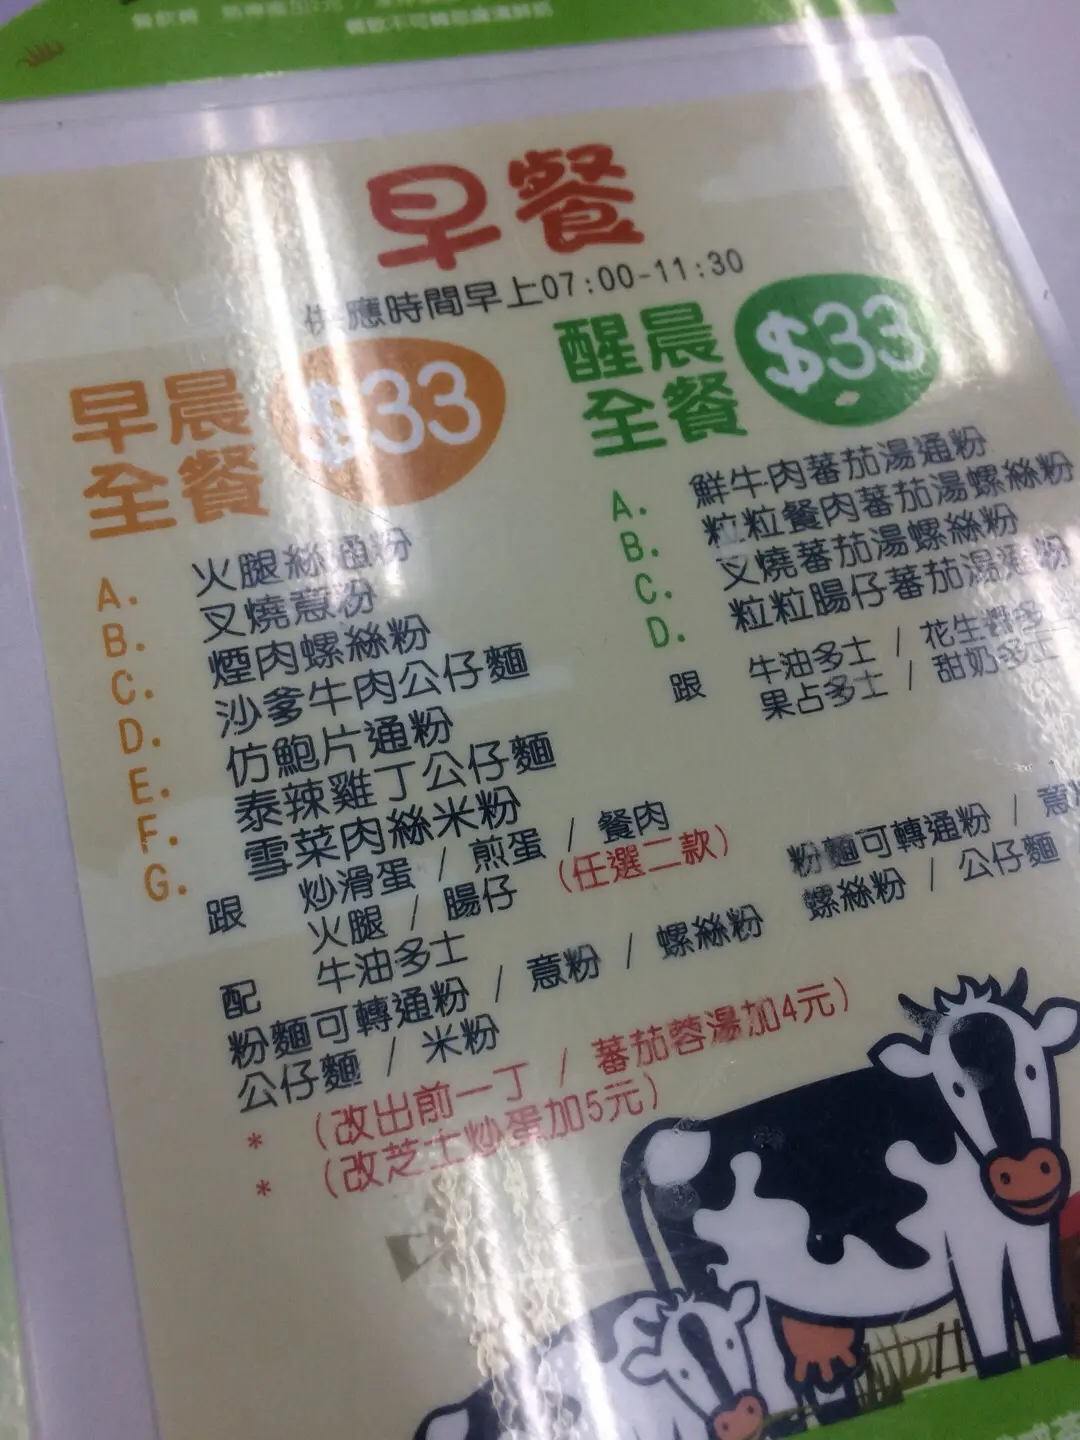 早餐
供應時間早上07:00-11:30
早晨全餐 $33
A. 火腿絲通粉
B. 叉燒意粉
C. 煙肉螺絲粉
D. 沙爹牛肉公仔麵
E. 仿鮑片通粉
F. 泰辣雞丁公仔麵
G. 雪菜肉絲米粉
跟 炒滑蛋 / 煎蛋 / 餐肉
火腿 / 腸仔 (任選二款)
配 牛油多士
粉麵可轉通粉 / 意粉 / 螺絲粉
公仔麵 / 米粉
* (改出前一丁 / 蕃茄蓉湯加4元)
* (改芝士炒蛋加5元)
醒晨全餐 $33
A. 鮮牛肉蕃茄湯通粉
B. 粒粒餐肉蕃茄湯螺絲粉
C. 叉燒蕃茄湯螺絲粉
D. 粒粒腸仔蕃茄湯通粉
跟 牛油多士 / 花生醬多
果占多士 / 甜奶多士
粉麵可轉通粉 / 意
螺絲粉 / 公仔麵